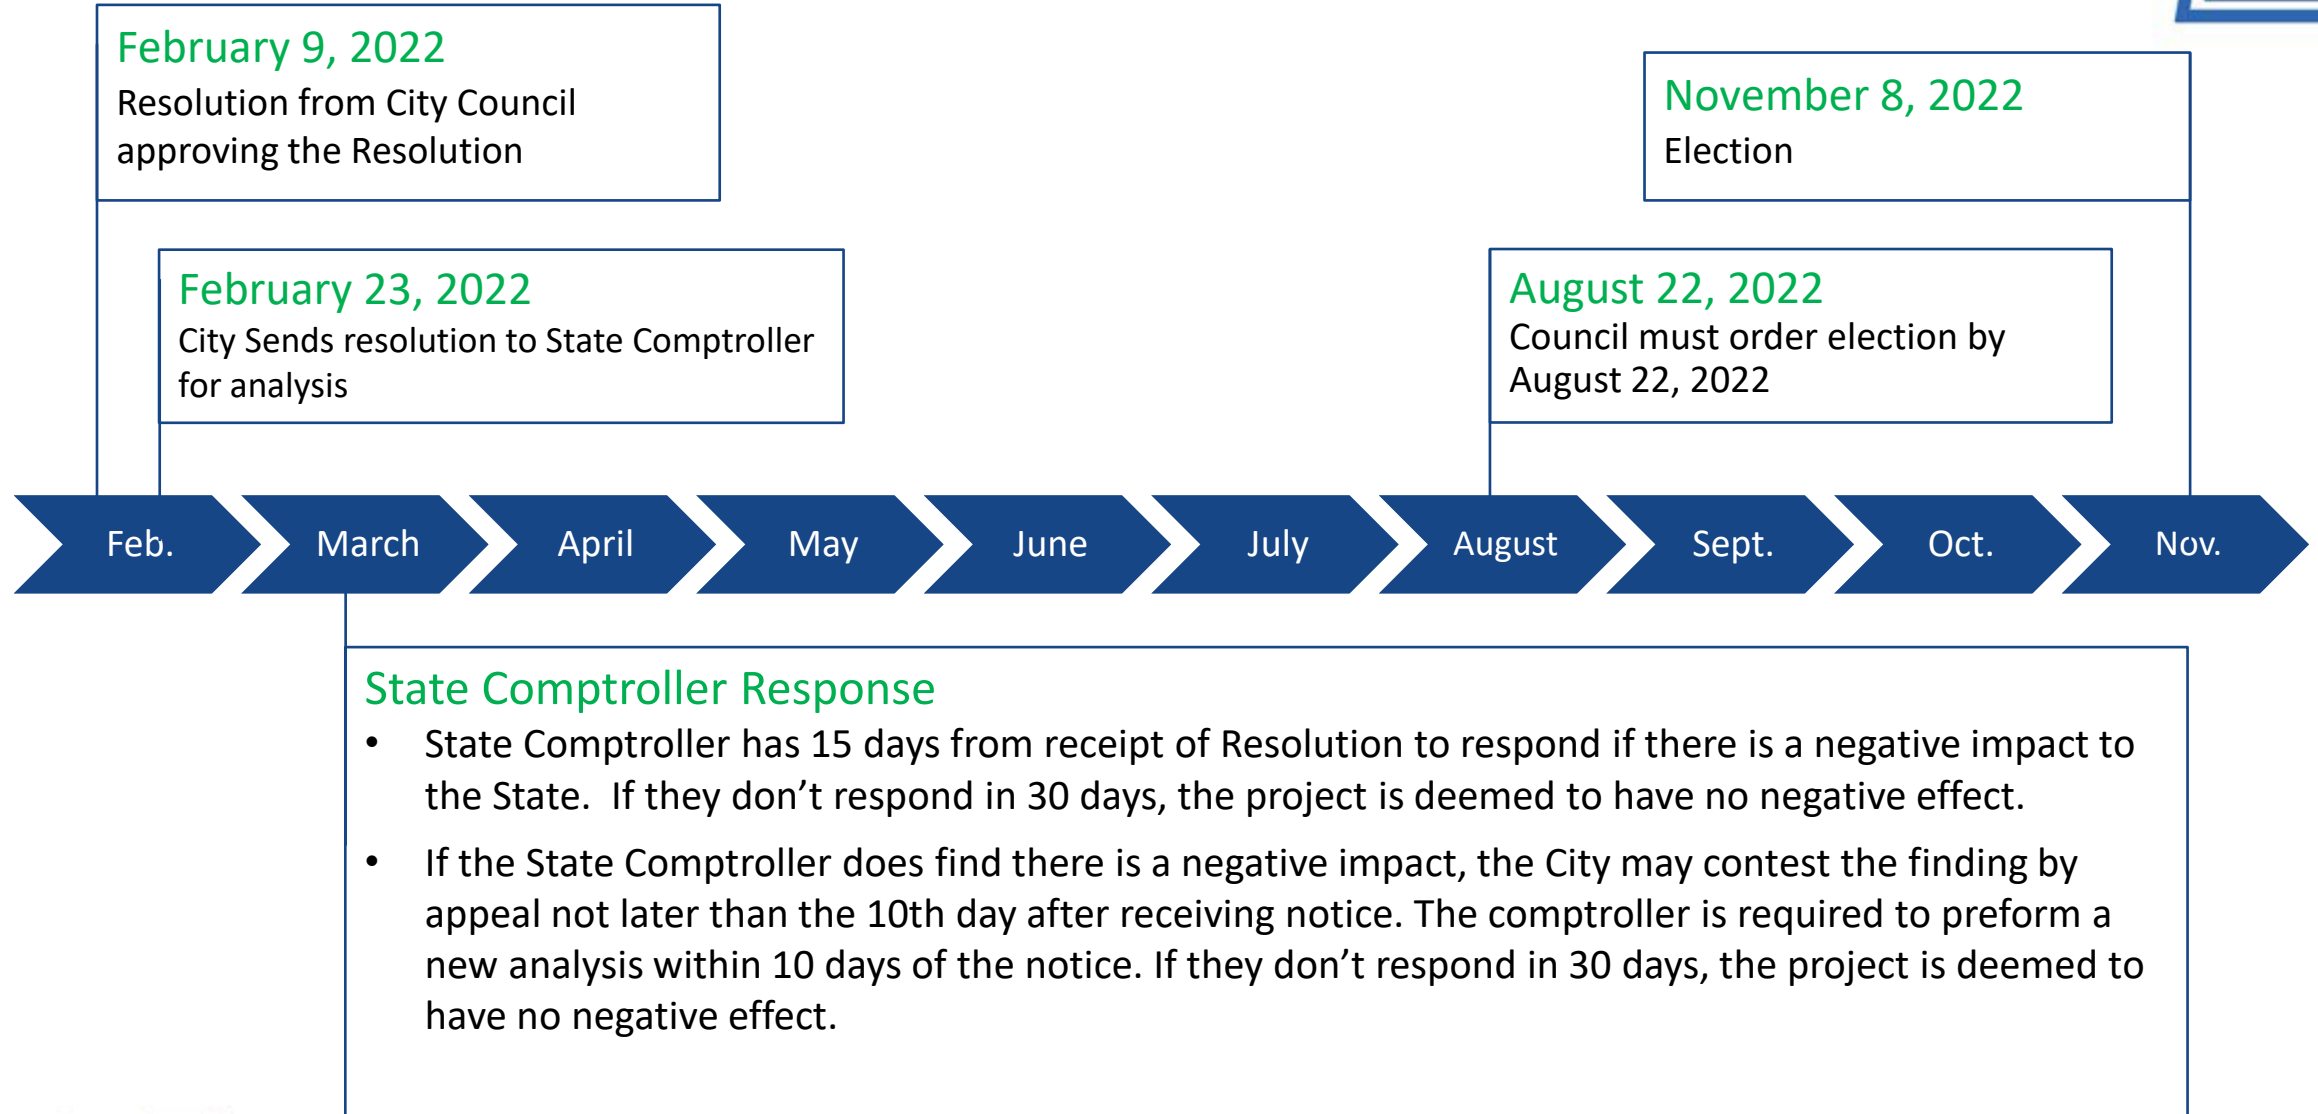 February 9, 2022
Resolution from City Council
approving the Resolution
November 8, 2022
Election
February 23, 2022
City Sends resolution to State Comptroller
for analysis
August 22, 2022
Council must order election by
August 22, 2022
Feb.
March
April
May
June
July
August
Sept.
Oct.
Nov.
State Comptroller Response
• State Comptroller has 15 days from receipt of Resolution to respond if there is a negative impact to
the State.  If they don’t respond in 30 days, the project is deemed to have no negative effect.
• If the State Comptroller does find there is a negative impact, the City may contest the finding by
appeal not later than the 10th day after receiving notice. The comptroller is required to preform a
new analysis within 10 days of the notice. If they don’t respond in 30 days, the project is deemed to
have no negative effect.